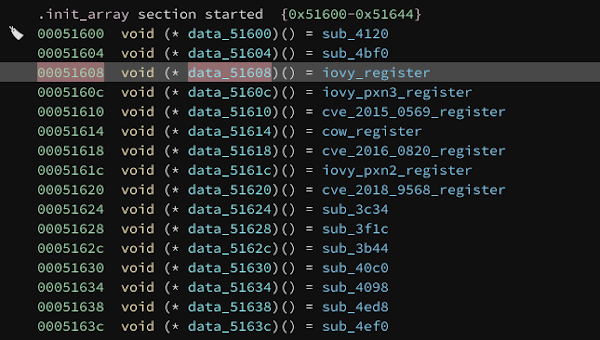 .init_array section started  {0x51600-0x51644}
00051600  void (* data_51600)() = sub_4120
00051604  void (* data_51604)() = sub_4bf0
00051608  void (* data_51608)() = iovy_register
0005160c  void (* data_5160c)() = iovy_pxn3_register
00051610  void (* data_51610)() = cve_2015_0569_register
00051614  void (* data_51614)() = cow_register
00051618  void (* data_51618)() = cve_2016_0820_register
0005161c  void (* data_5161c)() = iovy_pxn2_register
00051620  void (* data_51620)() = cve_2018_9568_register
00051624  void (* data_51624)() = sub_3c34
00051628  void (* data_51628)() = sub_3f1c
0005162c  void (* data_5162c)() = sub_3b44
00051630  void (* data_51630)() = sub_40c0
00051634  void (* data_51634)() = sub_4098
00051638  void (* data_51638)() = sub_4ed8
0005163c  void (* data_5163c)() = sub_4ef0